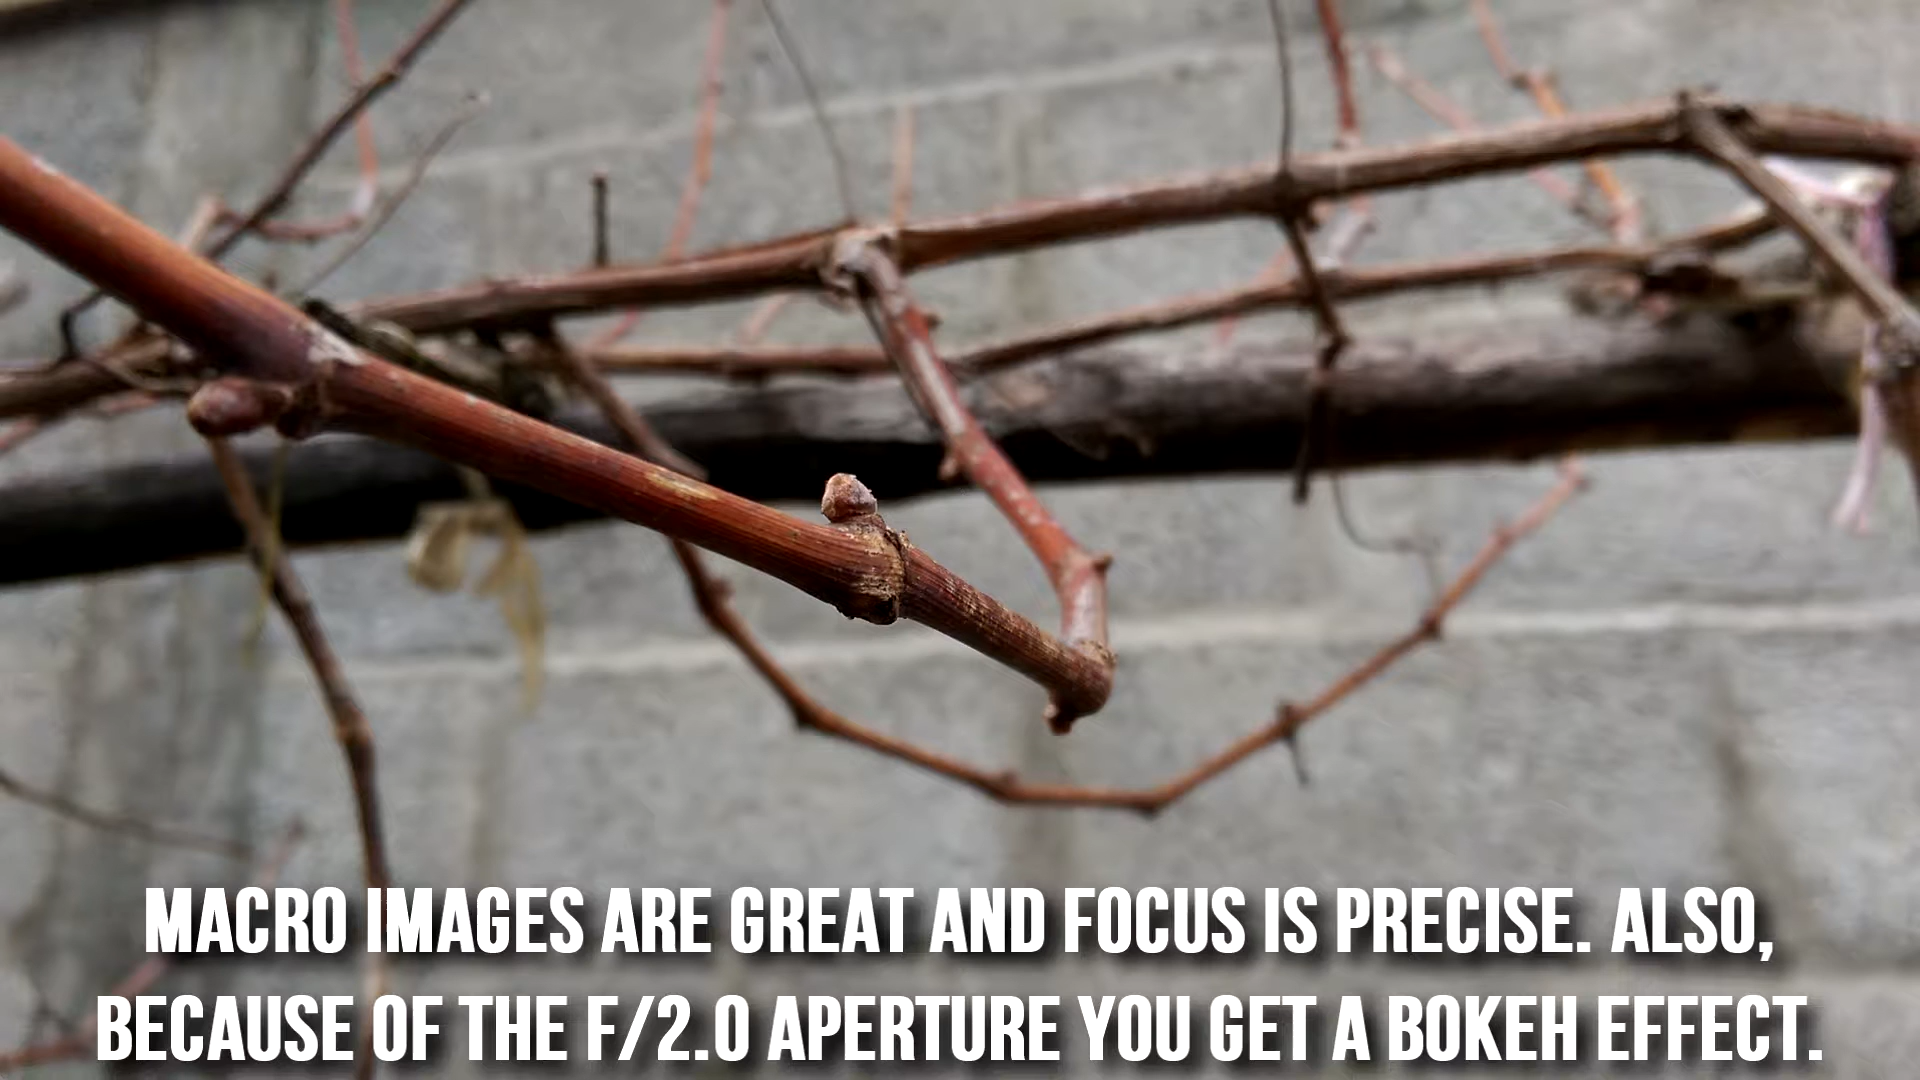 MACRO IMAGES ARE GREAT AND FOCUS IS PRECISE. ALSO,
BECAUSE OF THE F/2.0 APERTURE YOU GET A BOKEH EFFECT.